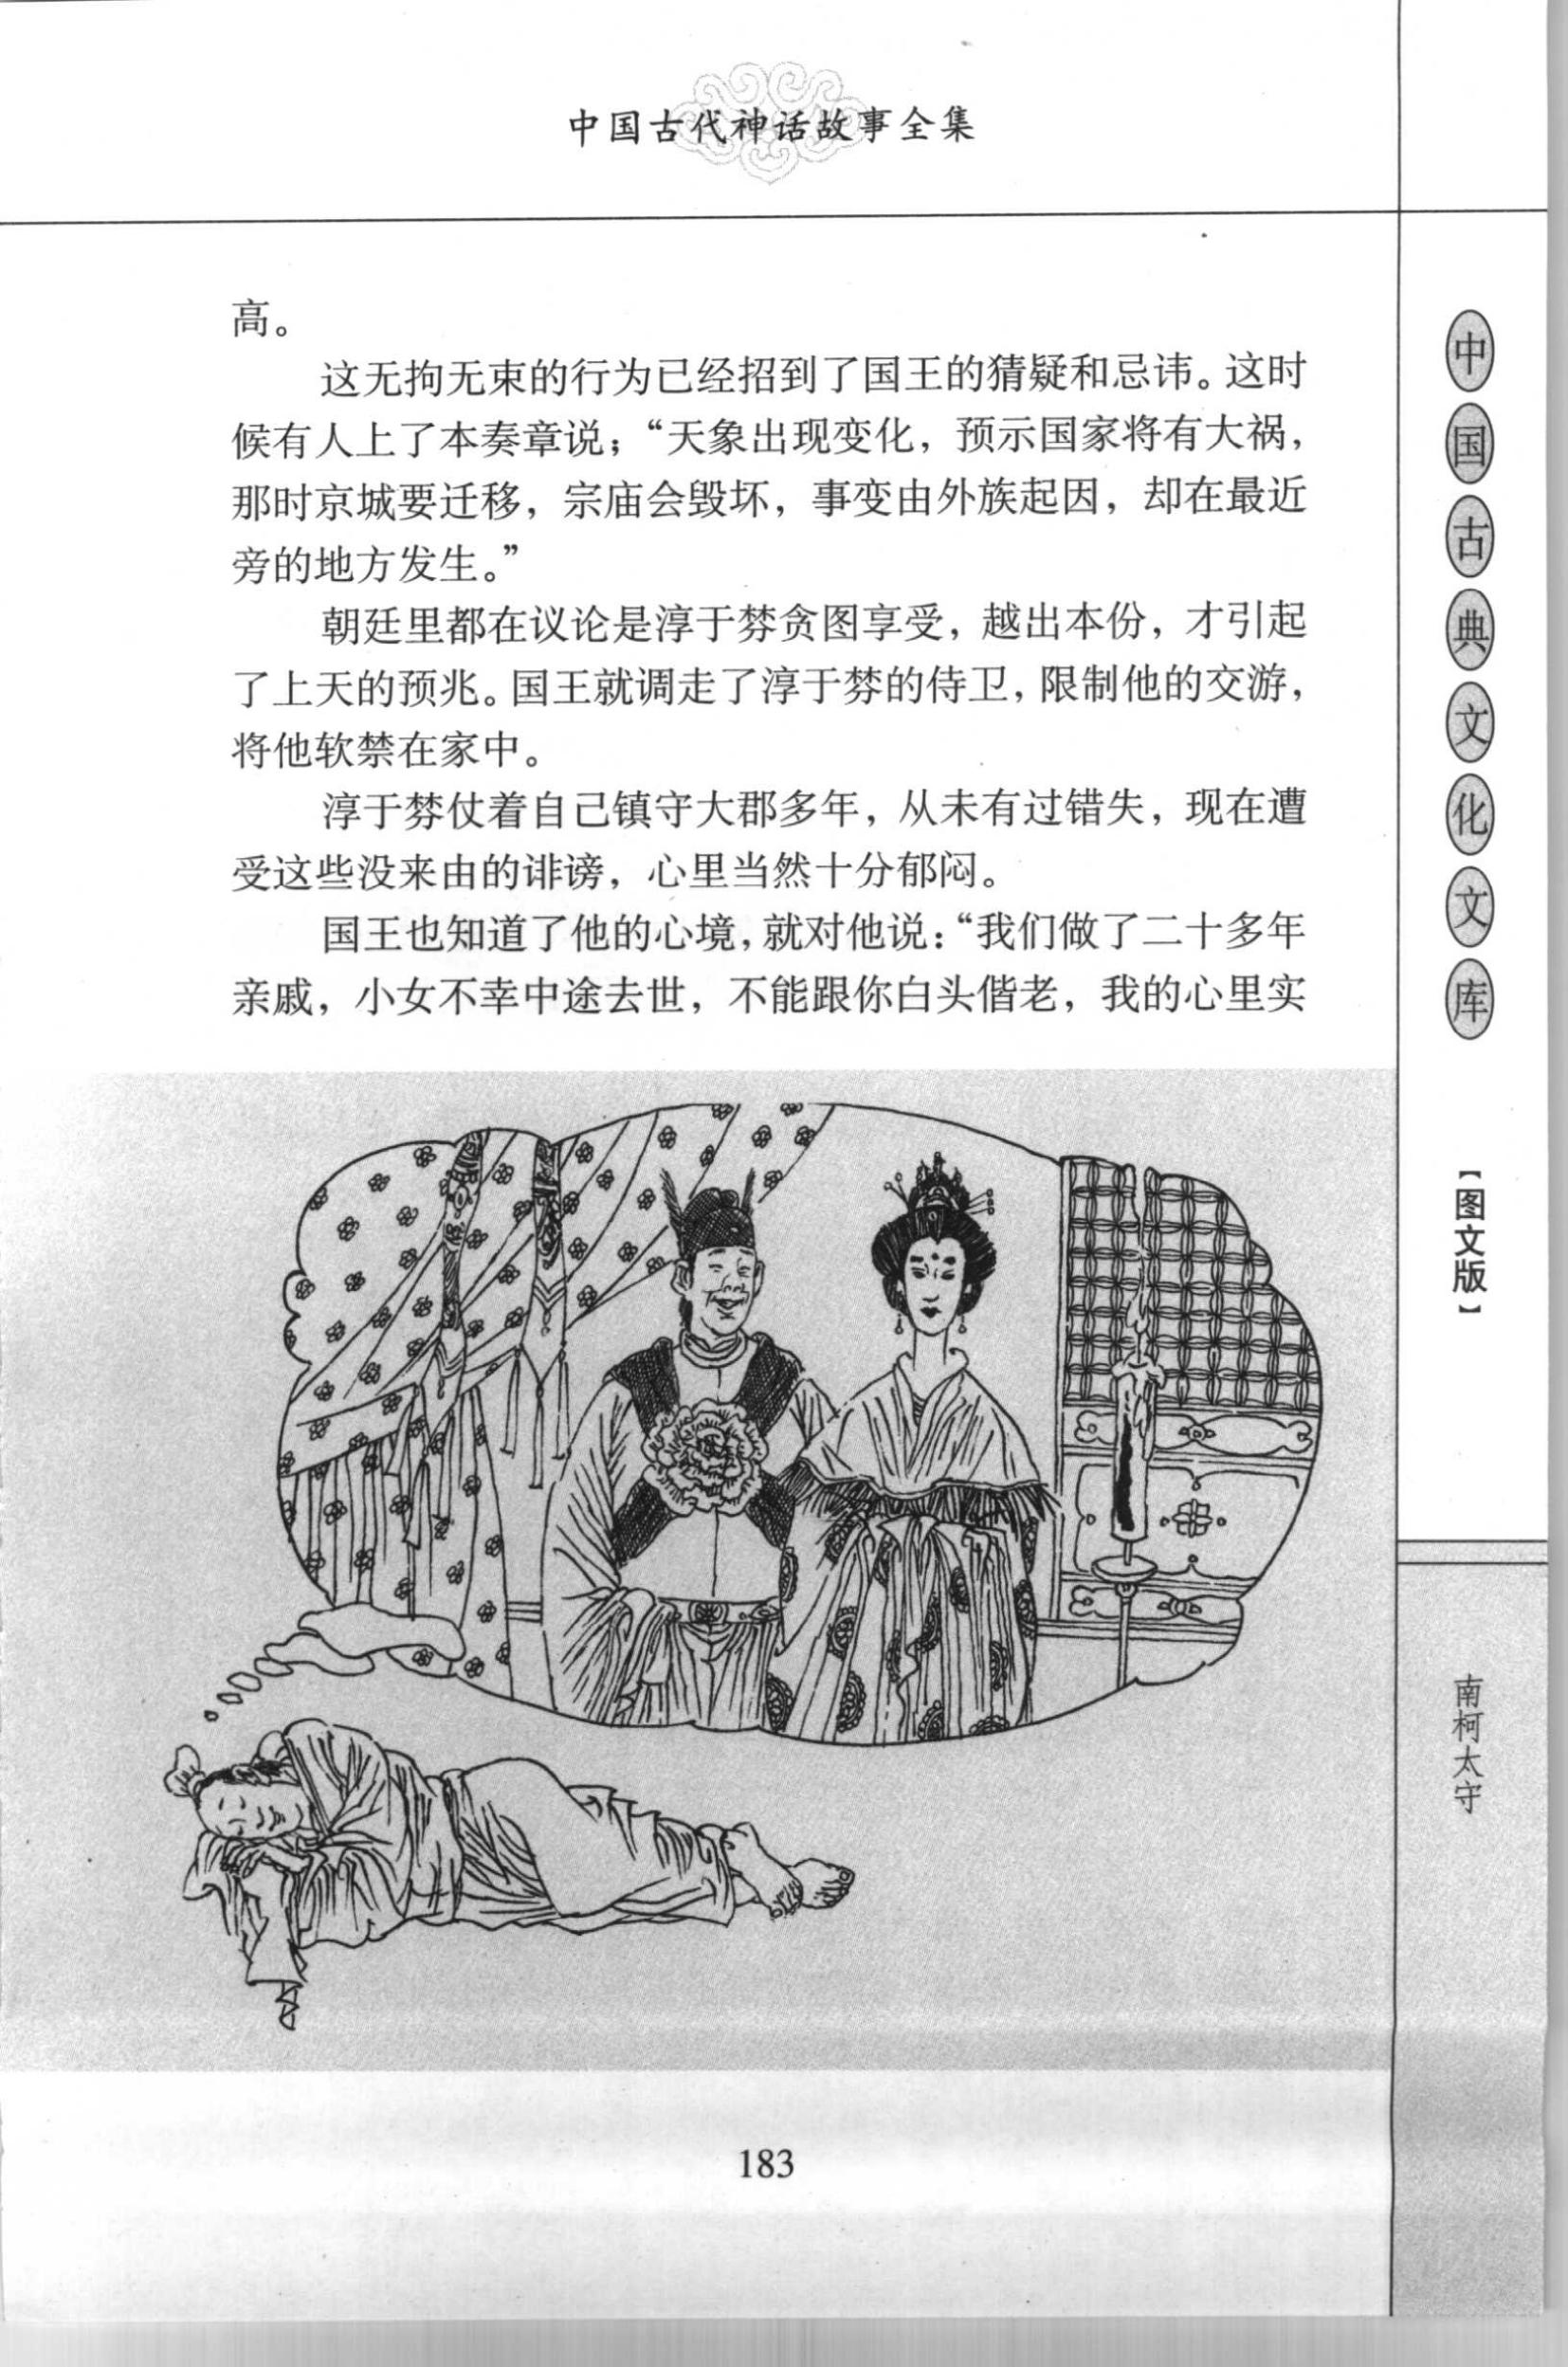 中国古代神话故事全集
高。
这无拘无束的行为已经招到了国王的猜疑和忌讳。这时
候有人上了本奏章说；“天象出现变化，预示国家将有大祸，
那时京城要迁移，宗庙会毁坏，事变由外族起因，却在最近
旁的地方发生。”
朝廷里都在议论是淳于棼贪图享受，越出本份，才引起
了上天的预兆。国王就调走了淳于棼的侍卫，限制他的交游，
将他软禁在家中。
淳于棼仗着自己镇守大郡多年，从未有过错失，现在遭
受这些没来由的诽谤，心里当然十分郁闷。
国王也知道了他的心境，就对他说：“我们做了二十多年
亲戚，小女不幸中途去世，不能跟你白头偕老，我的心里实
183
中国古典文化文库
【图文版】
南柯太守